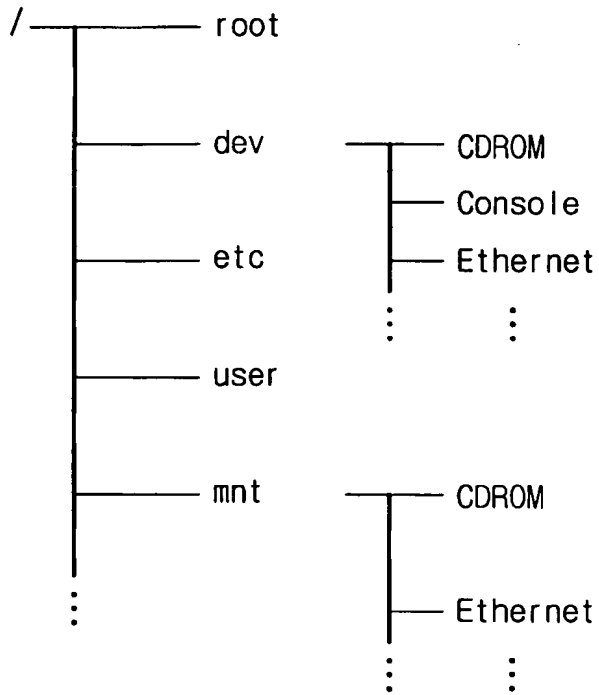 / root
dev CDROM
Console
etc Ethernet
user
mnt CDROM
Ethernet